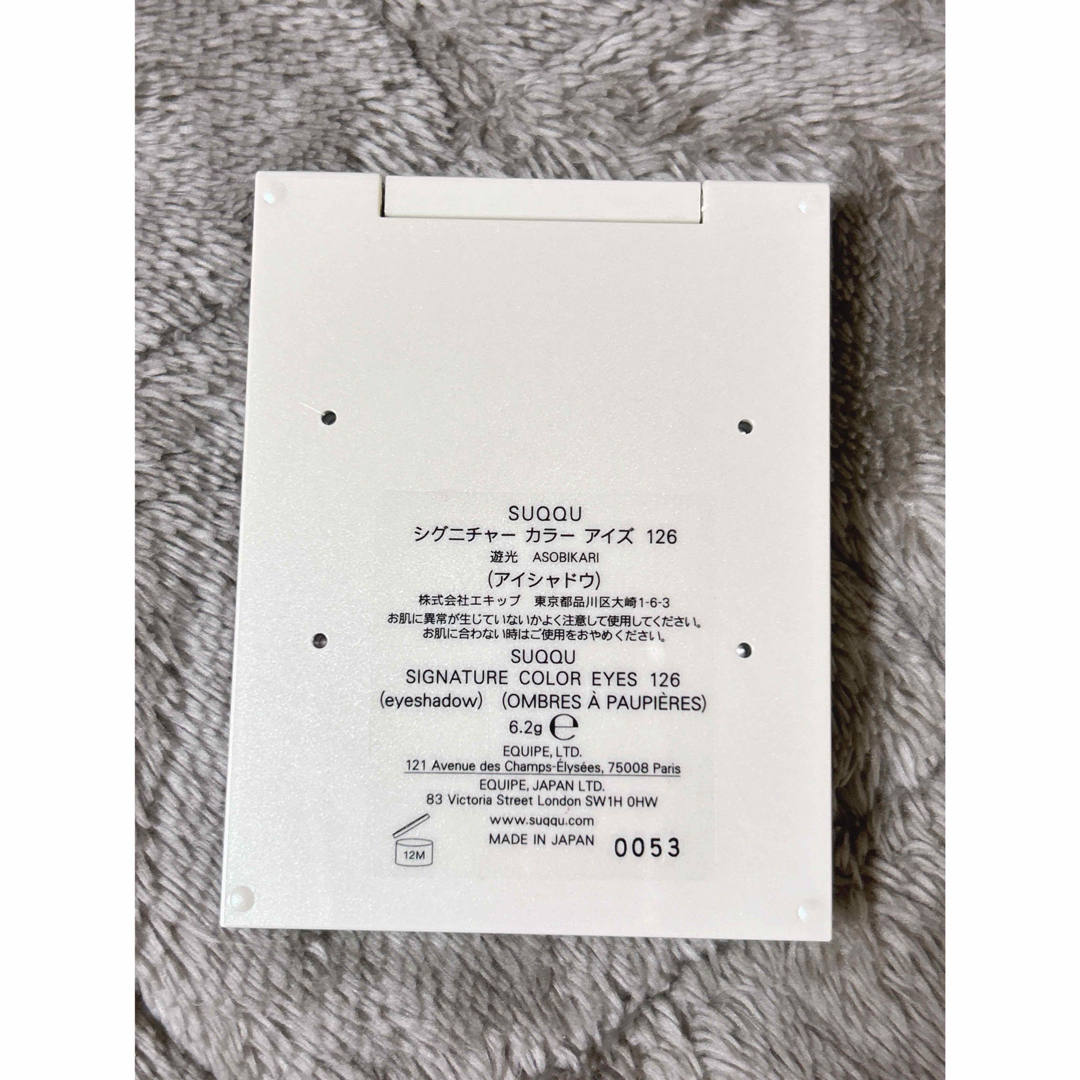 SUQQU
シグニチャー カラー アイズ 126
遊光 ASOBIKARI
(アイシャドウ)
株式会社エキップ 東京都品川区大崎1-6-3
お肌に異常が生じていないかよく注意して使用してください。
お肌に合わない時はご使用をおやめください。
SUQQU
SIGNATURE COLOR EYES 126
(eyeshadow) (OMBRES À PAUPIÈRES)
6.2g ℮
EQUIPE, LTD.
121 Avenue des Champs-Élysées, 75008 Paris
EQUIPE, JAPAN LTD.
83 Victoria Street London SW1H 0HW
www.suqqu.com
MADE IN JAPAN 0053
12M